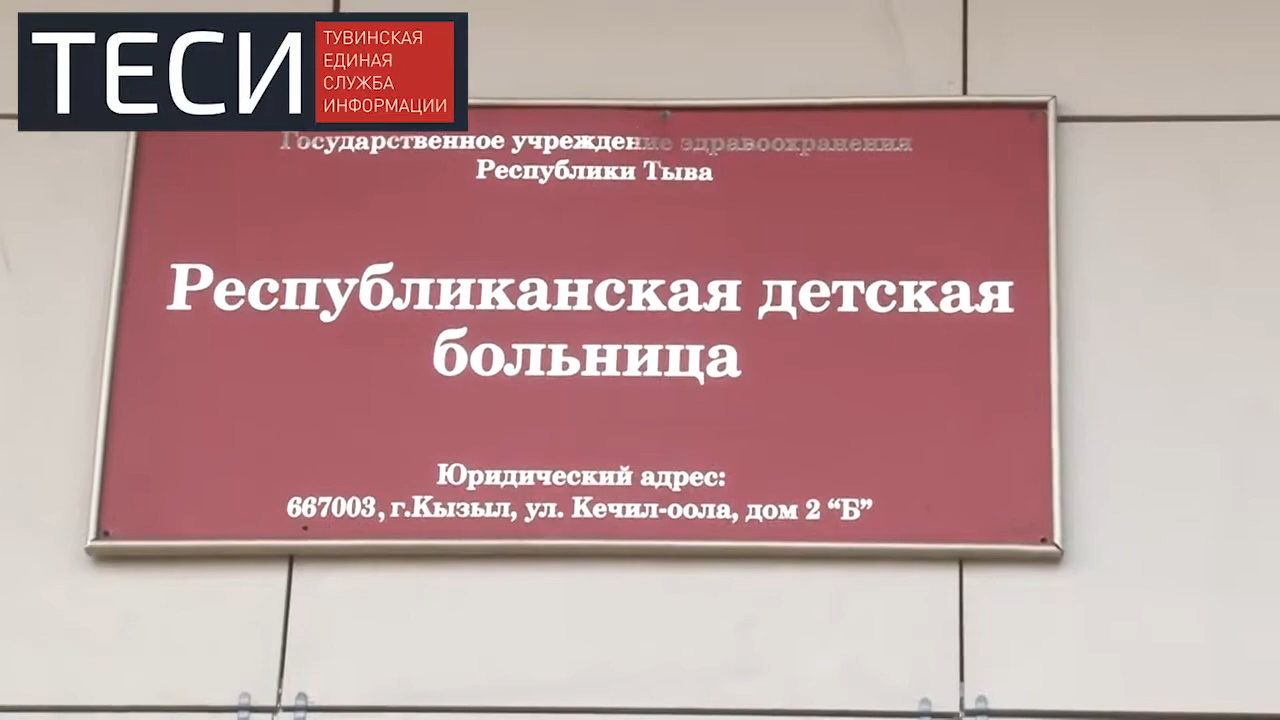 ТЕСИ
ТУВИНСКАЯ
ЕДИНАЯ
СЛУЖБА
ИНФОРМАЦИИ
Государственное учреждение здравоохранения
Республики Тыва
Республиканская детская
больница
Юридический адрес:
667003, г.Кызыл, ул. Кечил-оола, дом 2 “Б”